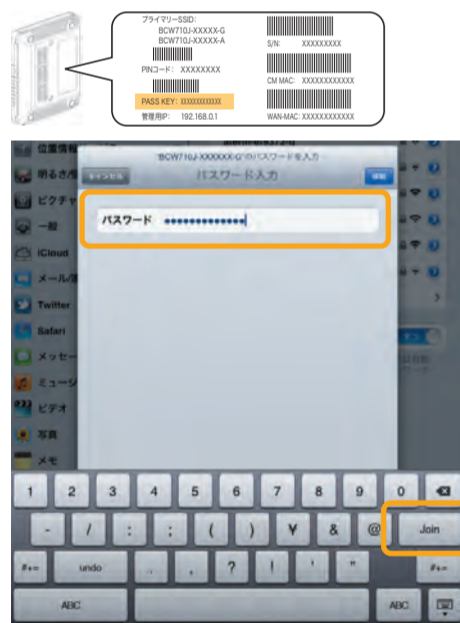 プライマリーSSID:
BCW710J-XXXXX-G
BCW710J-XXXXX-A
PINコード: XXXXXXXX
PASS KEY: XXXXXXXXXXXXX
管理用IP: 192.168.0.1
S/N: XXXXXXXXX
CM MAC: XXXXXXXXXXXX
WAN-MAC: XXXXXXXXXXXX
"BCW710J-XXXXXX-G"のパスワードを入力
キャンセル パスワード入力 接続
パスワード •••••••••••••
位置情報
明るさ/
ピクチャ
一般
iCloud
メール/
Twitter
Safari
メッセー
ミュージ
ビデオ
写真
メモ
オフ
1 2 3 4 5 6 7 8 9 0
- / : ; ( ) ¥ & @ Join
#+= undo . , ? ! ' " #+=
ABC ABC